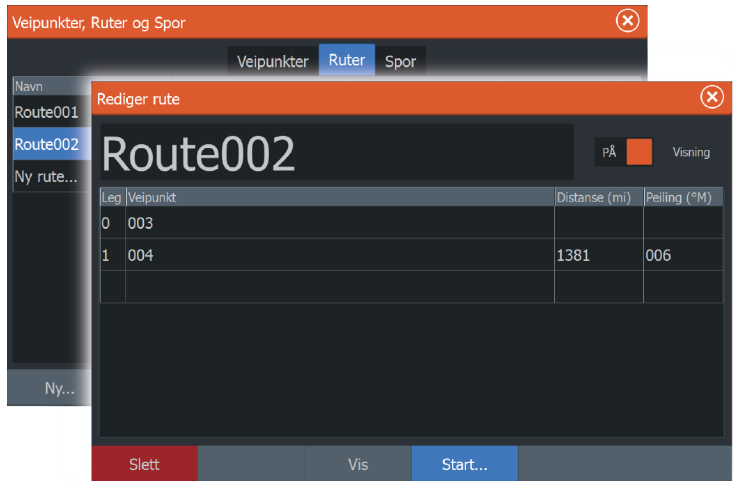 Veipunkter, Ruter og Spor
Veipunkter Ruter Spor
Navn
Route001
Route002
Ny rute...
Ny...
Rediger rute
Route002
PÅ Visning
Leg Veipunkt Distanse (mi) Peiling (°M)
0 003
1 004 1381 006
Slett Vis Start...